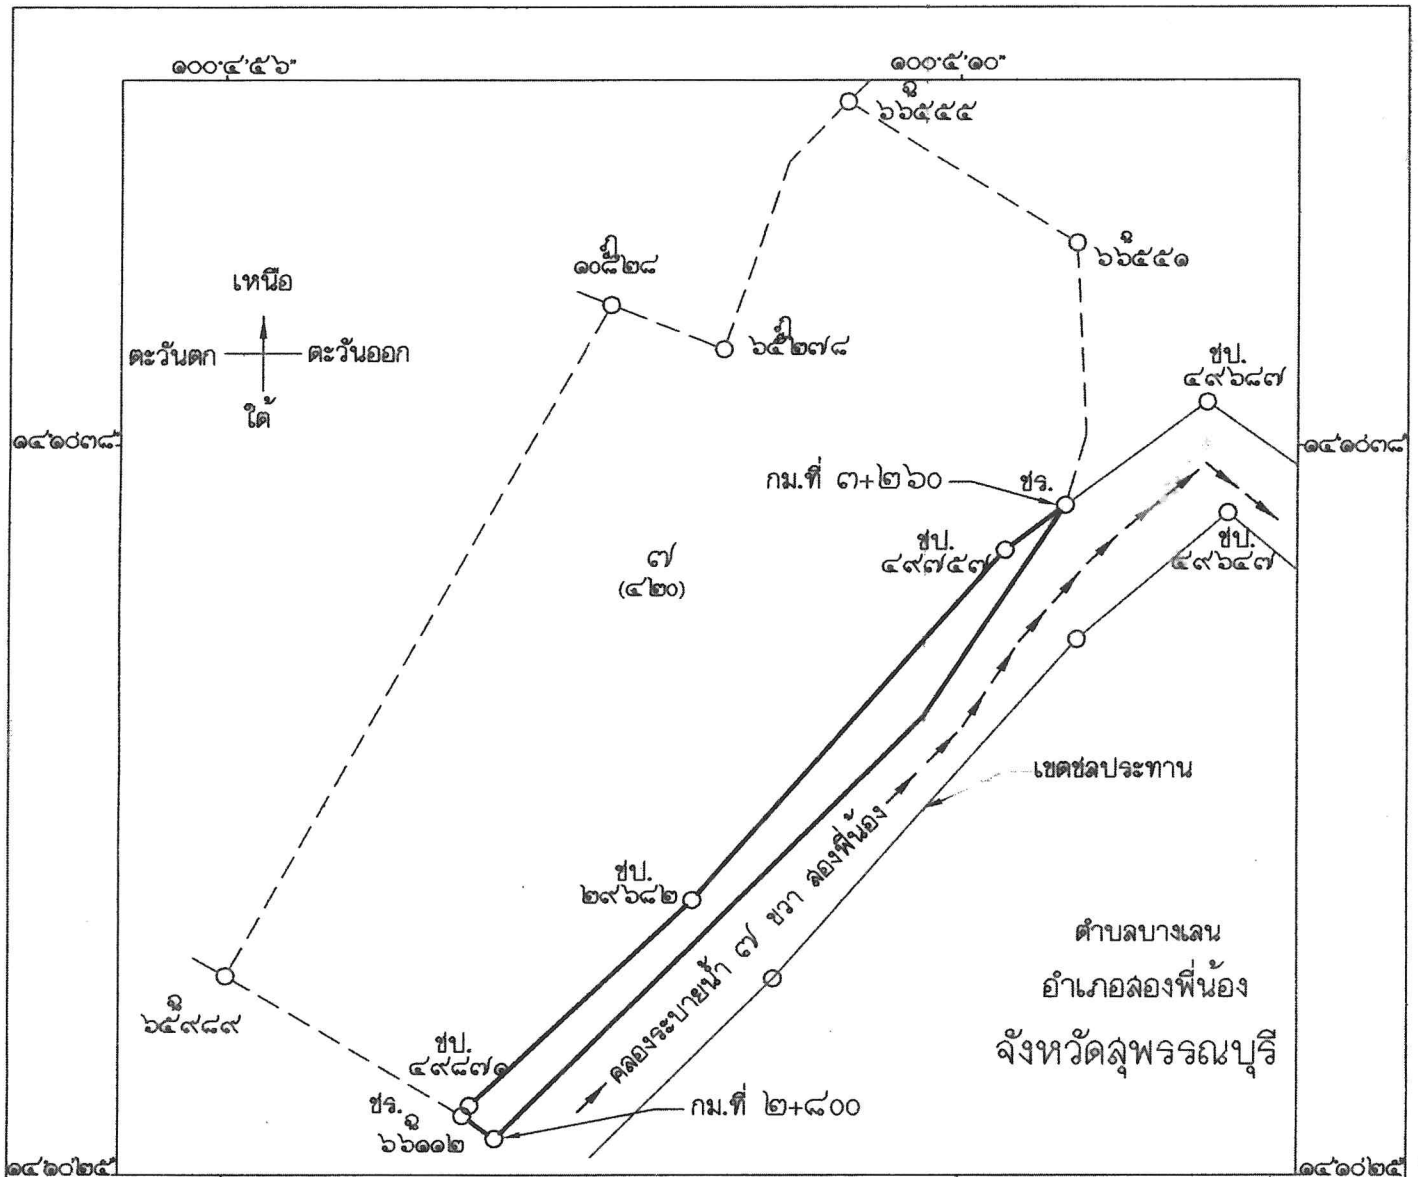 ๑๐๐°๔'๕๖"
๑๐๐°๕'๑๐"
ฉ
๖๖๕๕๕
ฉ
๖๖๕๕๑
๑๐๘๒๘
๖๕๒๗๘
เหนือ
ตะวันตก
ตะวันออก
ใต้
ชป.
๔๙๖๘๗
๑๔°๑๐'๓๘"
๑๔°๑๐'๓๘"
กม.ที่ ๓+๒๖๐
ชร.
ชป.
๔๙๗๕๗
ชป.
๔๙๖๔๗
๗
(๔๒๐)
เขตชลประทาน
คลองระบายน้ำ ๗ ขวา สองพี่น้อง
ชป.
๒๙๖๘๒
ตำบลบางเลน
อำเภอสองพี่น้อง
จังหวัดสุพรรณบุรี
ฉ
๖๕๙๘๙
ชป.
๔๙๘๗๑
ชร.
ฉ
๖๖๑๑๒
กม.ที่ ๒+๘๐๐
๑๔°๑๐'๒๕"
๑๔°๑๐'๒๕"